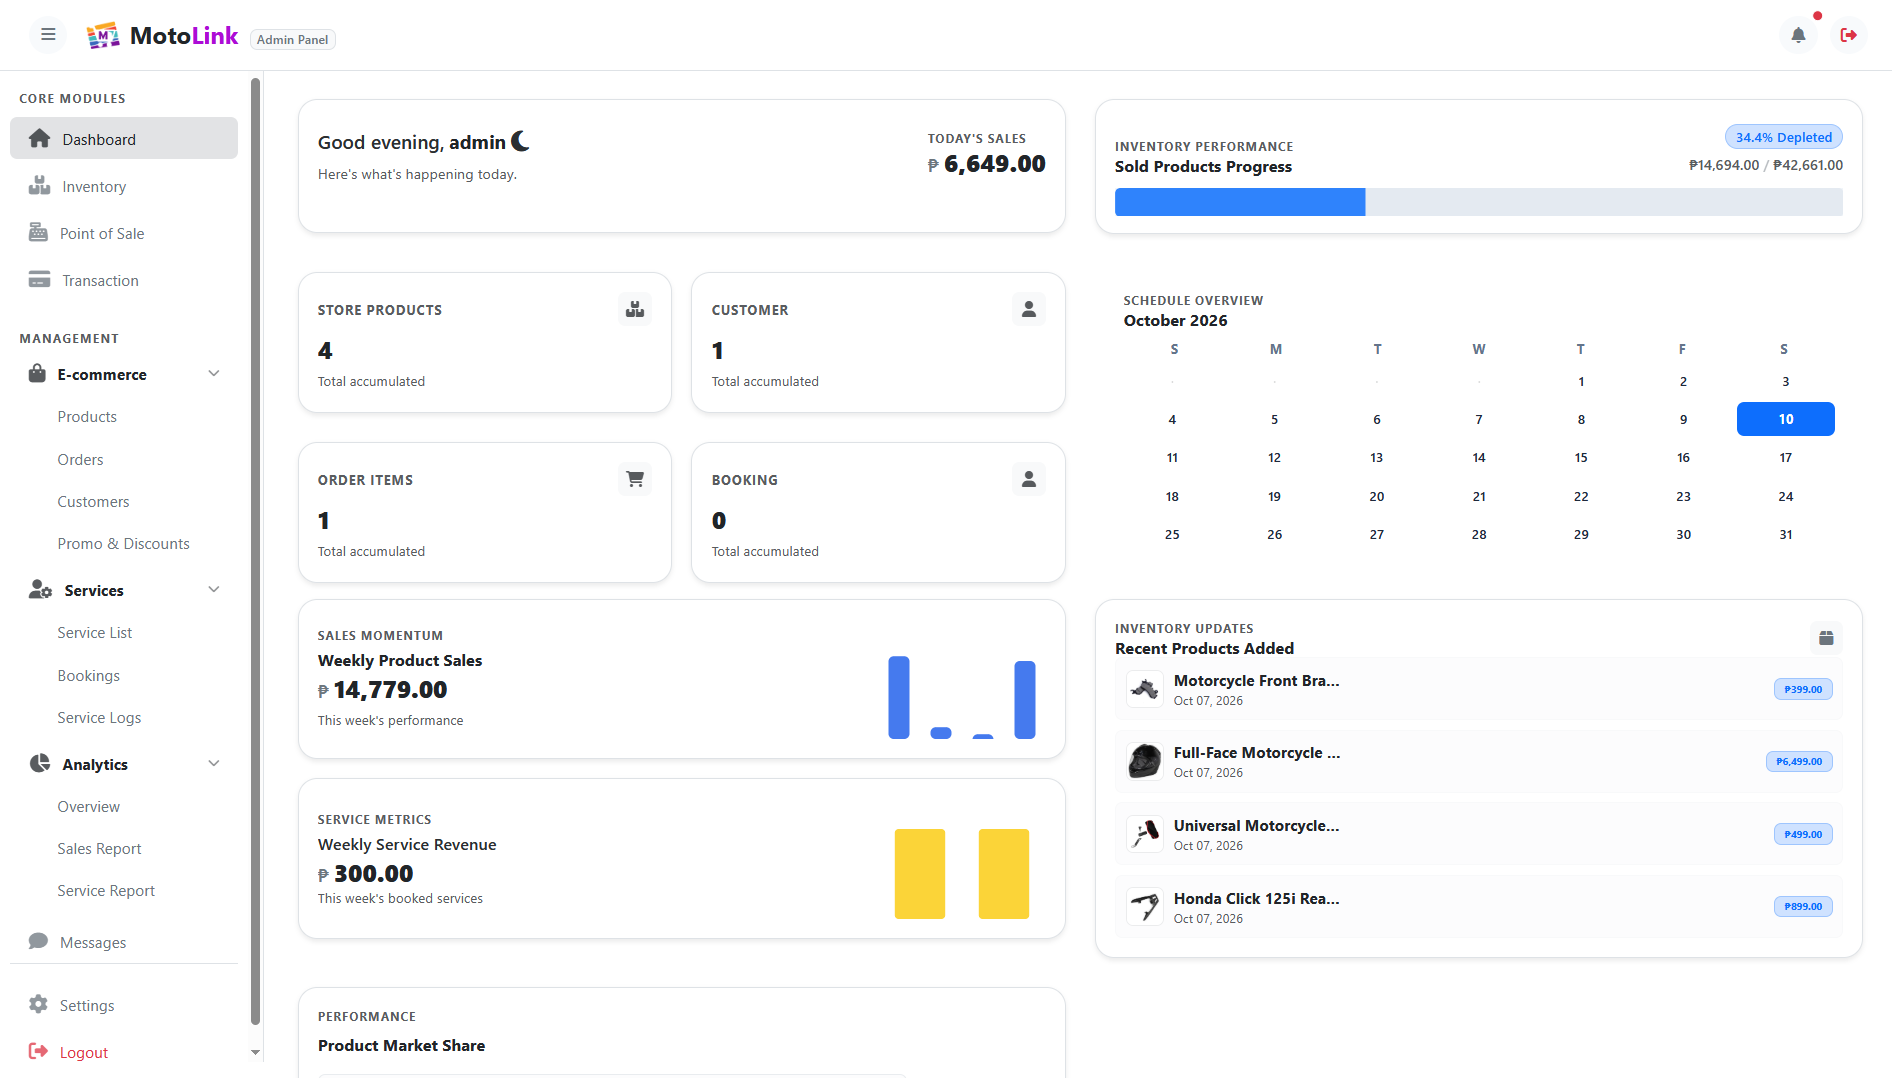 MotoLink Admin Panel
CORE MODULES
Dashboard
Inventory
Point of Sale
Transaction
MANAGEMENT
E-commerce
Products
Orders
Customers
Promo & Discounts
Services
Service List
Bookings
Service Logs
Analytics
Overview
Sales Report
Service Report
Messages
Settings
Logout
Good evening, admin
Here's what's happening today.
TODAY'S SALES
₱ 6,649.00
INVENTORY PERFORMANCE
Sold Products Progress
34.4% Depleted
₱14,694.00 / ₱42,661.00
STORE PRODUCTS
4
Total accumulated
CUSTOMER
1
Total accumulated
ORDER ITEMS
1
Total accumulated
BOOKING
0
Total accumulated
SCHEDULE OVERVIEW
October 2026
S M T W T F S
· · · · 1 2 3
4 5 6 7 8 9 10
11 12 13 14 15 16 17
18 19 20 21 22 23 24
25 26 27 28 29 30 31
SALES MOMENTUM
Weekly Product Sales
₱ 14,779.00
This week's performance
SERVICE METRICS
Weekly Service Revenue
₱ 300.00
This week's booked services
INVENTORY UPDATES
Recent Products Added
Motorcycle Front Bra...
Oct 07, 2026
₱399.00
Full-Face Motorcycle ...
Oct 07, 2026
₱6,499.00
Universal Motorcycle...
Oct 07, 2026
₱499.00
Honda Click 125i Rea...
Oct 07, 2026
₱899.00
PERFORMANCE
Product Market Share